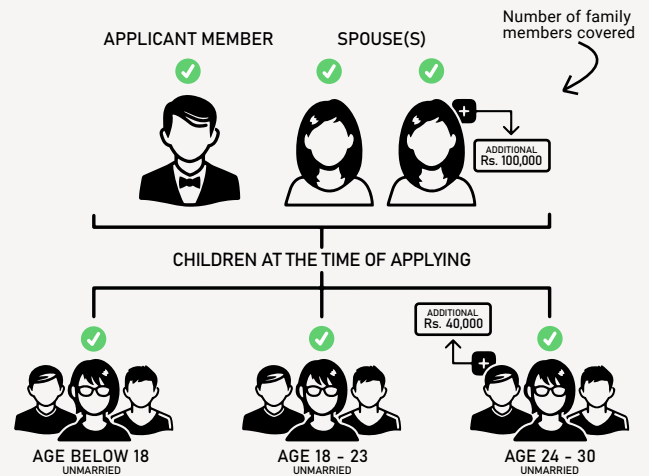 Number of family
members covered
APPLICANT MEMBER
SPOUSE(S)
ADDITIONAL
Rs. 100,000
CHILDREN AT THE TIME OF APPLYING
ADDITIONAL
Rs. 40,000
AGE BELOW 18
UNMARRIED
AGE 18 - 23
UNMARRIED
AGE 24 - 30
UNMARRIED